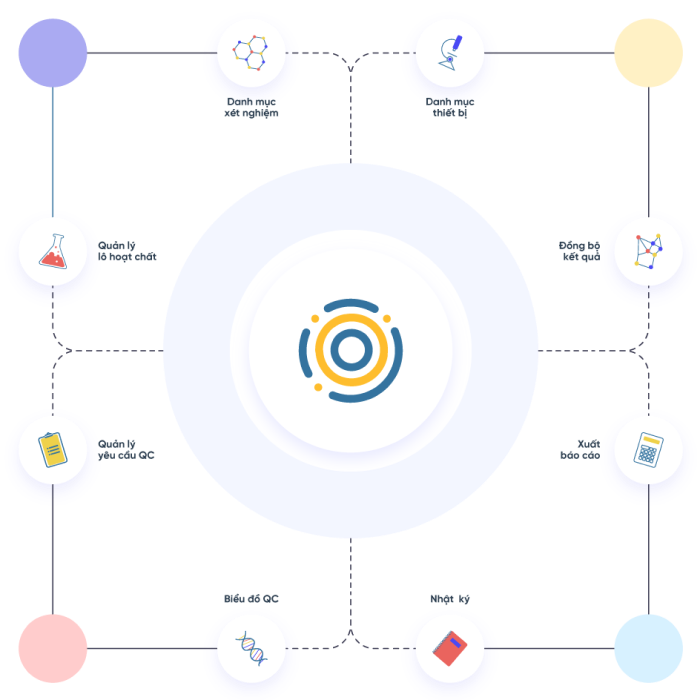 Danh mục
xét nghiệm
Danh mục
thiết bị
Quản lý
lô hoạt chất
Đồng bộ
kết quả
Quản lý
yêu cầu QC
Xuất
báo cáo
Biểu đồ QC
Nhật ký